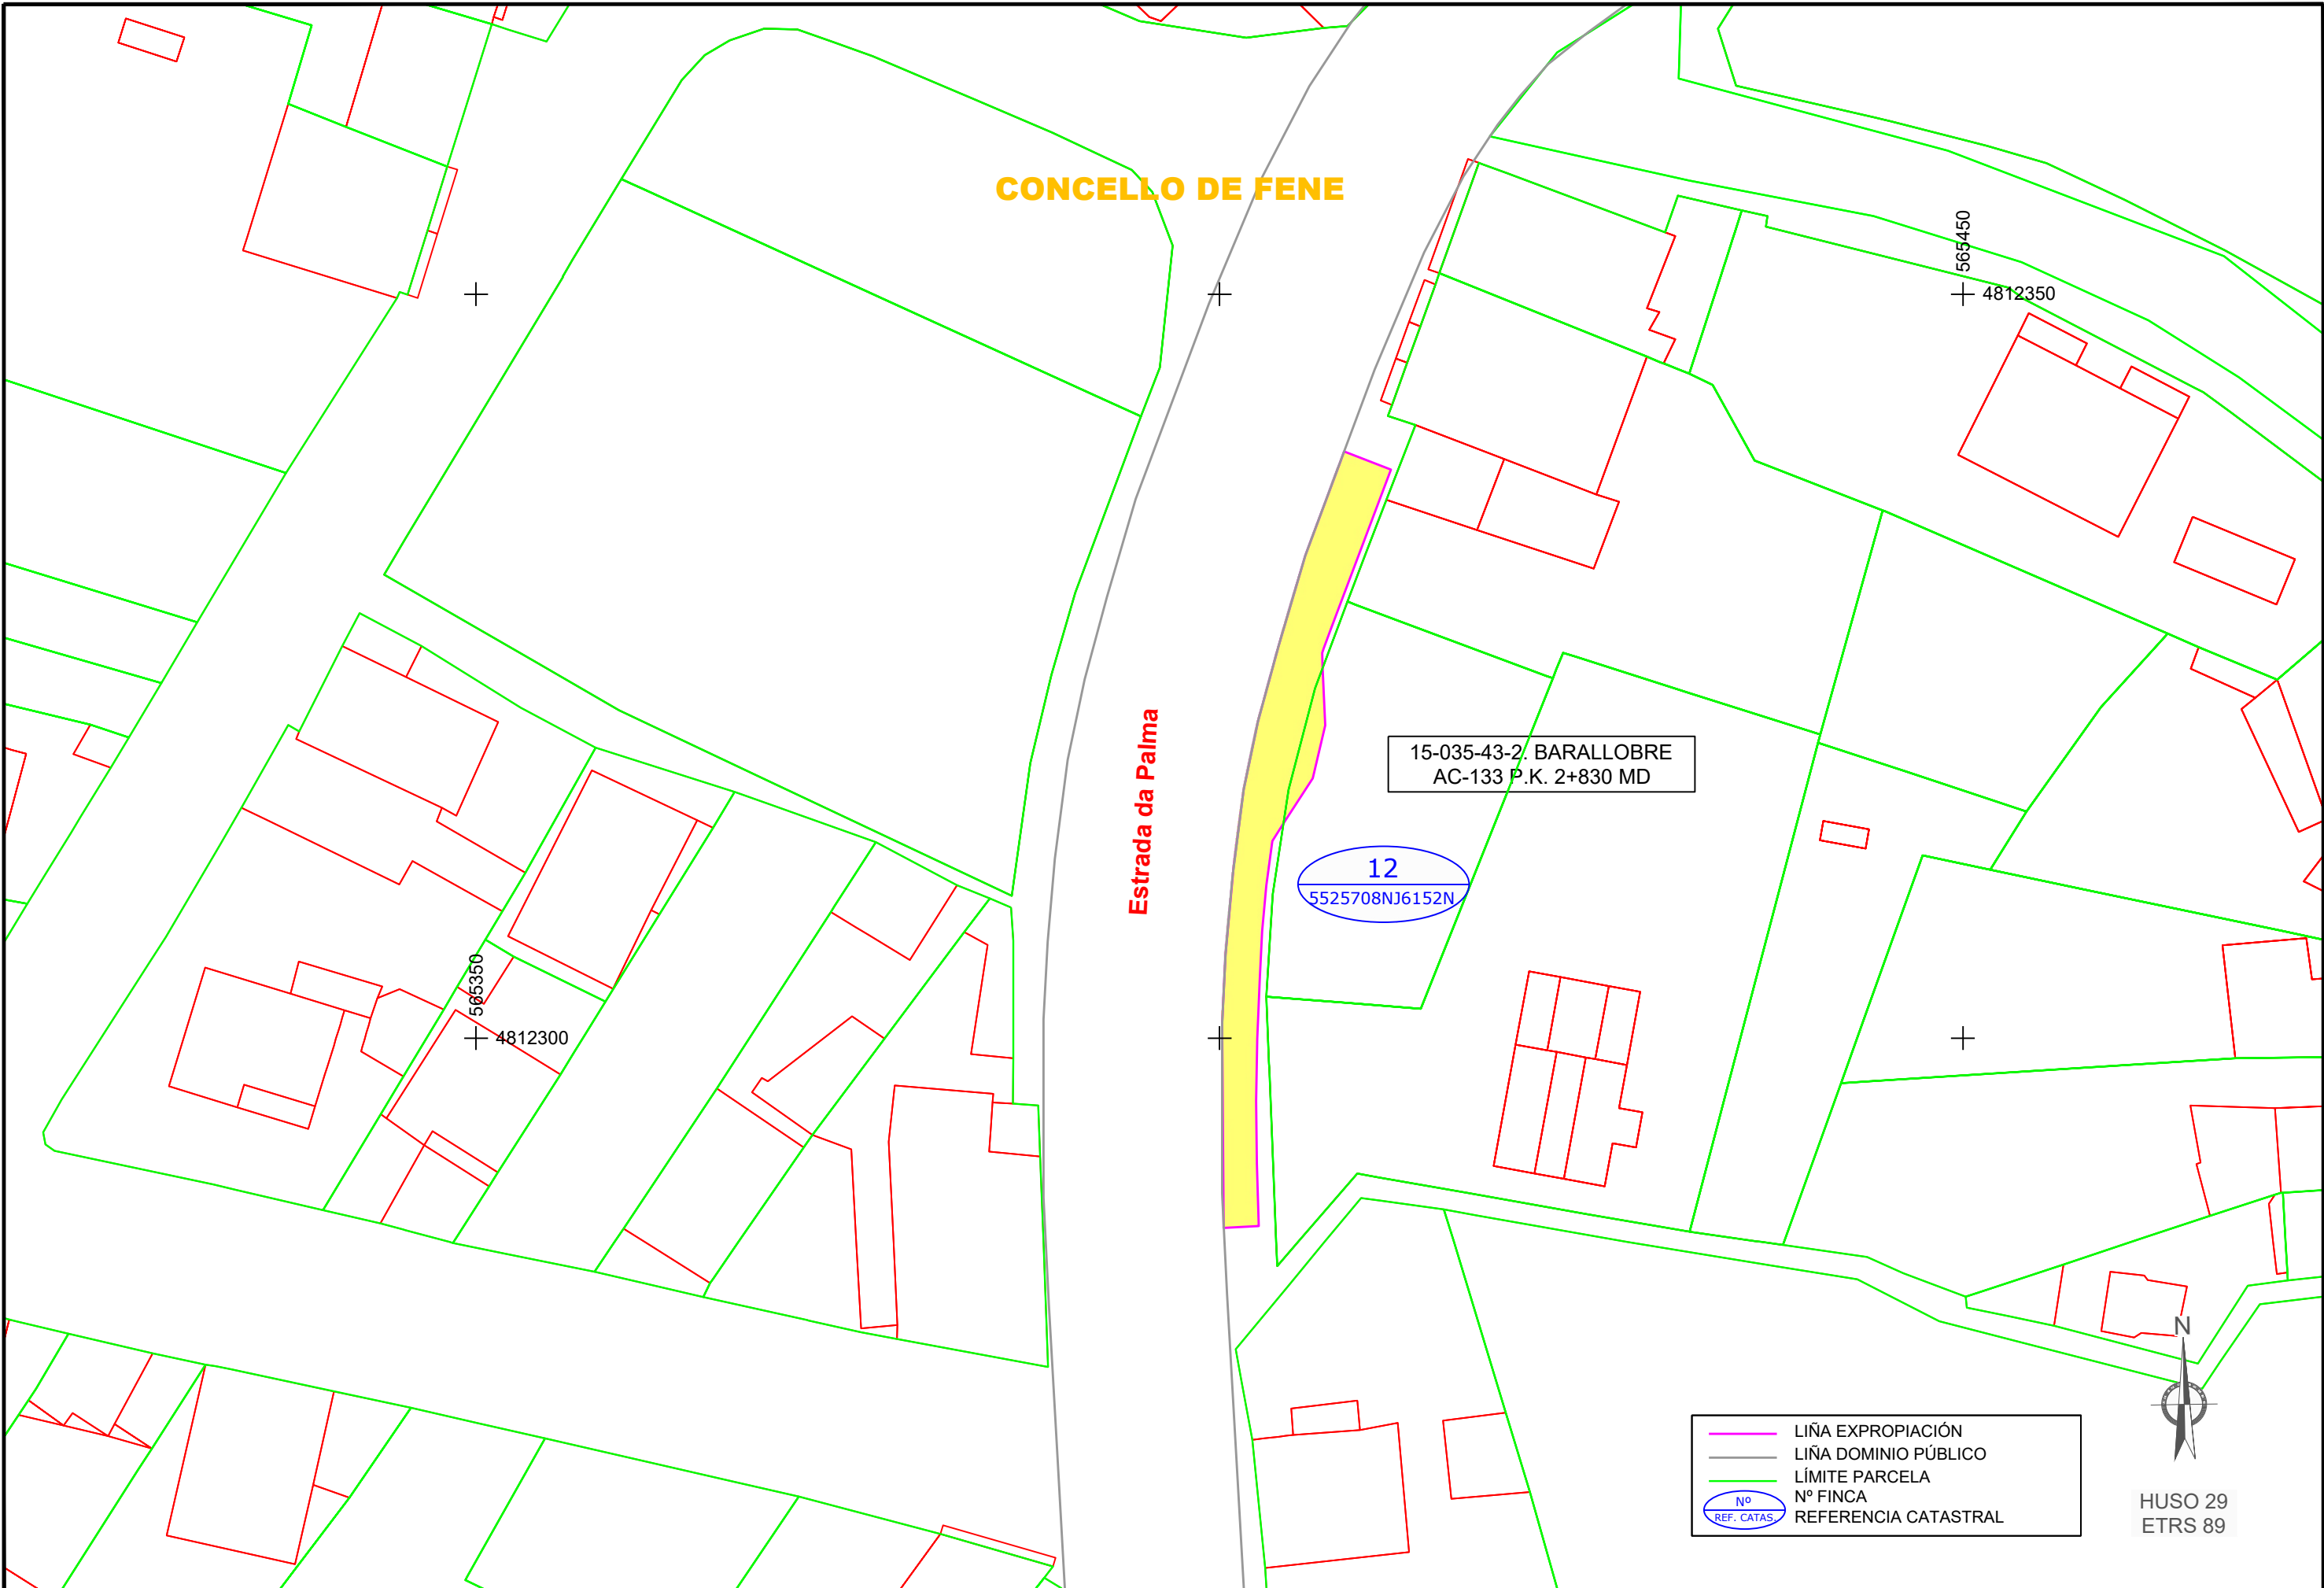 CONCELLO DE FENE
565450
4812350
Estrada da Palma
15-035-43-2. BARALLOBRE
AC-133 P.K. 2+830 MD
12
5525708NJ6152N
565350
4812300
N
LIÑA EXPROPIACIÓN
LIÑA DOMINIO PÚBLICO
LÍMITE PARCELA
Nº
REF. CATAS.
Nº FINCA
REFERENCIA CATASTRAL
HUSO 29
ETRS 89